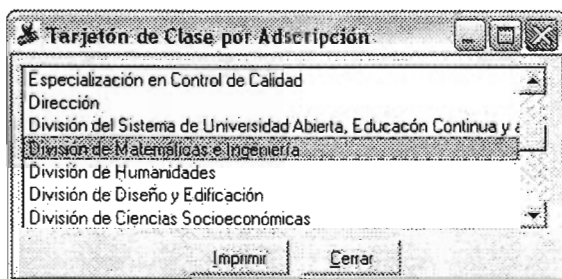 Tarjetón de Clase por Adscripción
Especialización en Control de Calidad
Dirección
División del Sistema de Universidad Abierta, Educacón Continua y a
División de Matemáticas e Ingeniería
División de Humanidades
División de Diseño y Edificación
División de Ciencias Socioeconómicas
Imprimir Cerrar